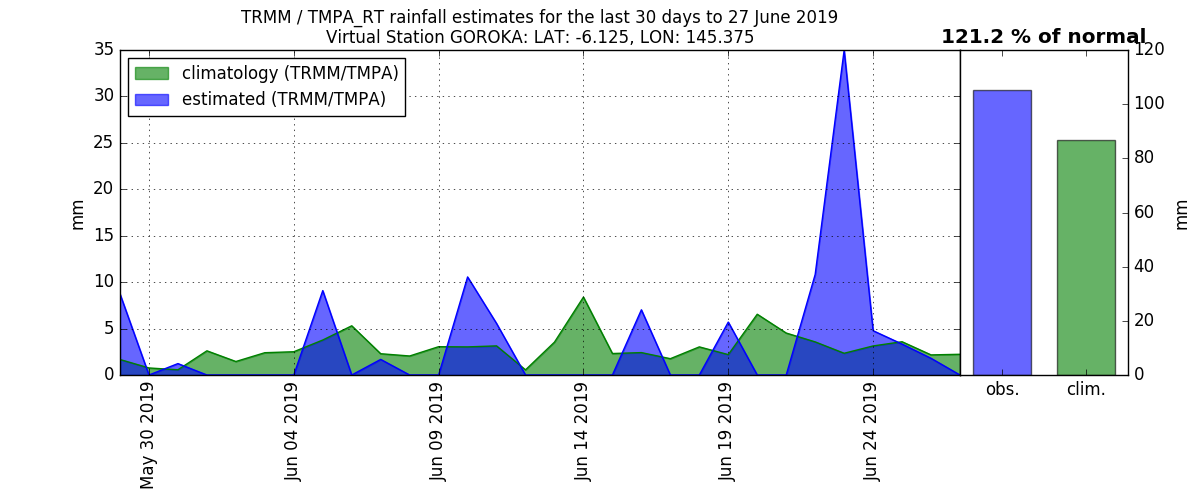 TRMM / TMPA_RT rainfall estimates for the last 30 days to 27 June 2019
Virtual Station GOROKA: LAT: -6.125, LON: 145.375
121.2 % of normal
climatology (TRMM/TMPA)
estimated (TRMM/TMPA)
mm
35
30
25
20
15
10
5
0
May 30 2019
Jun 04 2019
Jun 09 2019
Jun 14 2019
Jun 19 2019
Jun 24 2019
obs.
clim.
120
100
80
60
40
20
0
mm